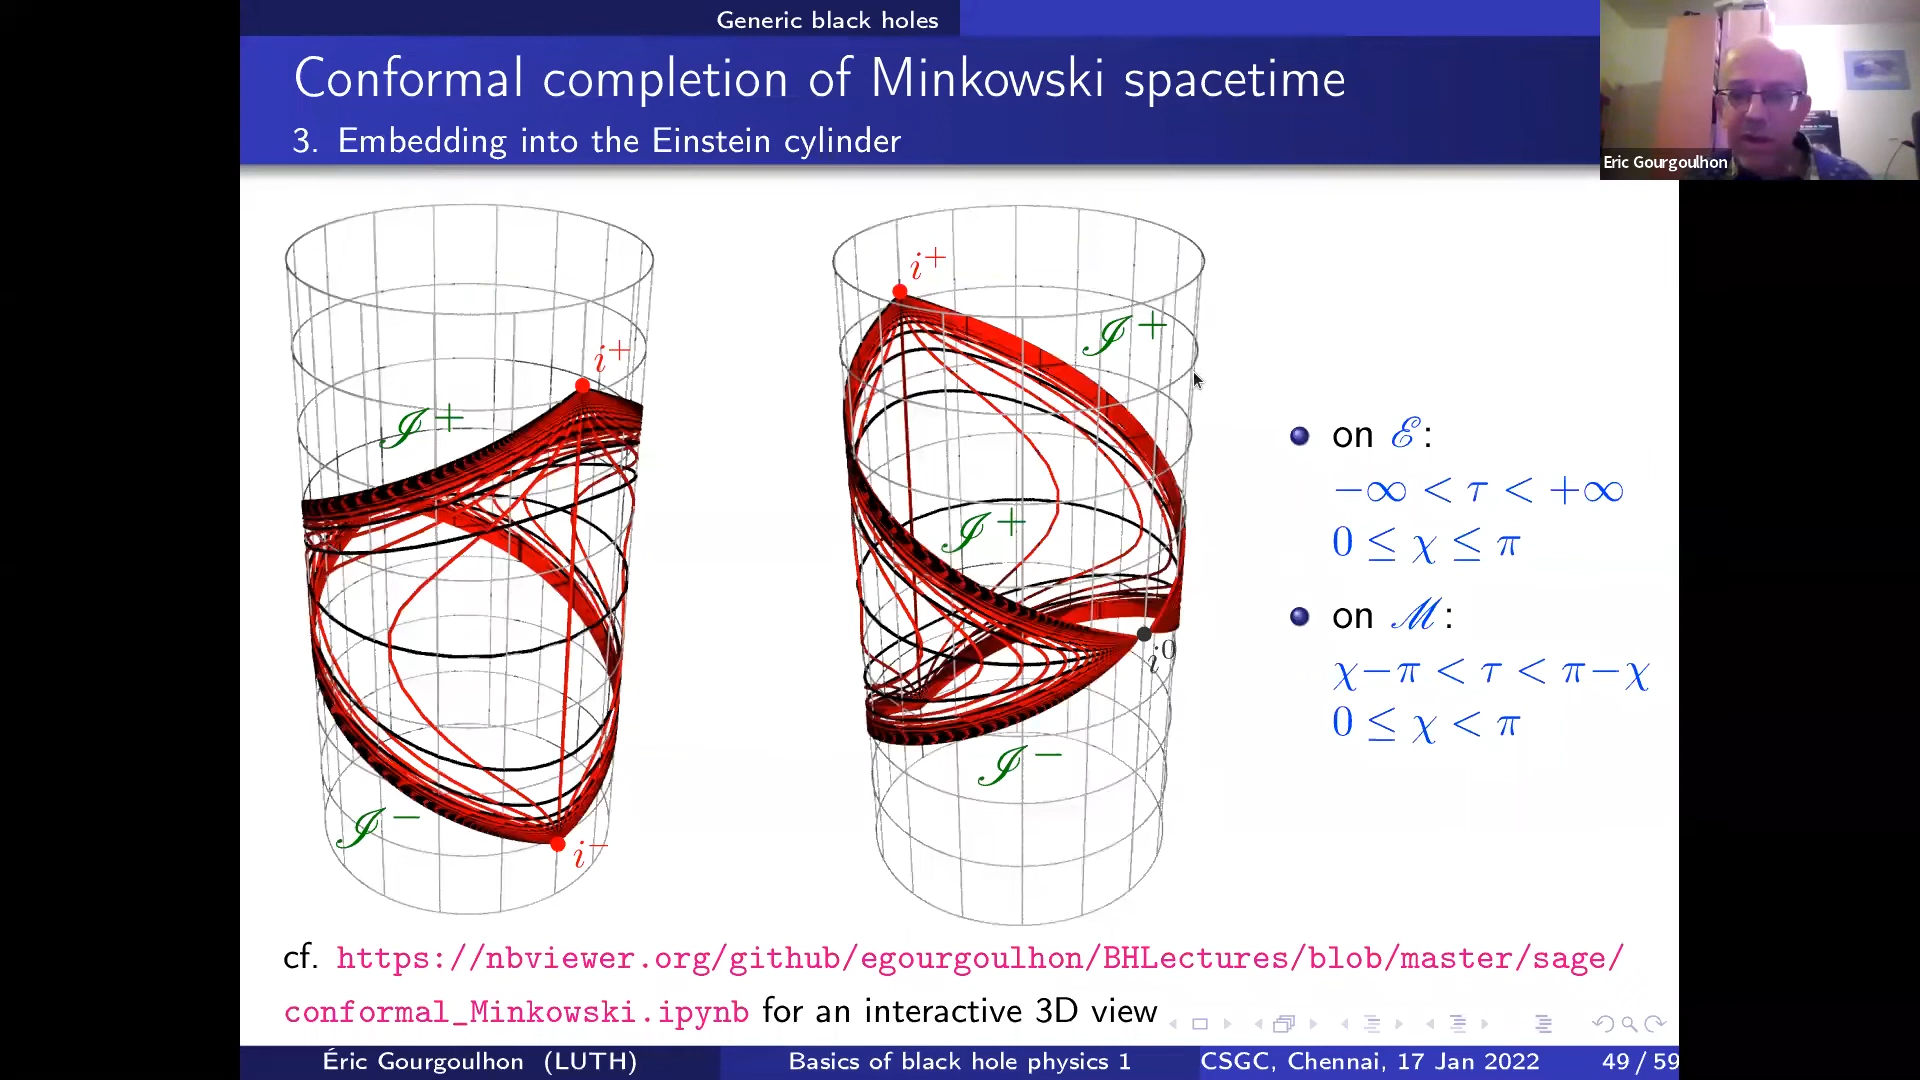 Generic black holes
Conformal completion of Minkowski spacetime
3. Embedding into the Einstein cylinder
Eric Gourgoulhon
i⁺
ℐ⁺
ℐ⁻
i⁻
i⁺
ℐ⁺
ℐ⁺
i⁰
ℐ⁻
on ℰ:
−∞ < τ < +∞
0 ≤ χ ≤ π
on ℳ:
χ−π < τ < π−χ
0 ≤ χ < π
cf. https://nbviewer.org/github/egourgoulhon/BHLectures/blob/master/sage/
conformal_Minkowski.ipynb for an interactive 3D view
Éric Gourgoulhon (LUTH) Basics of black hole physics 1 CSGC, Chennai, 17 Jan 2022 49 / 59